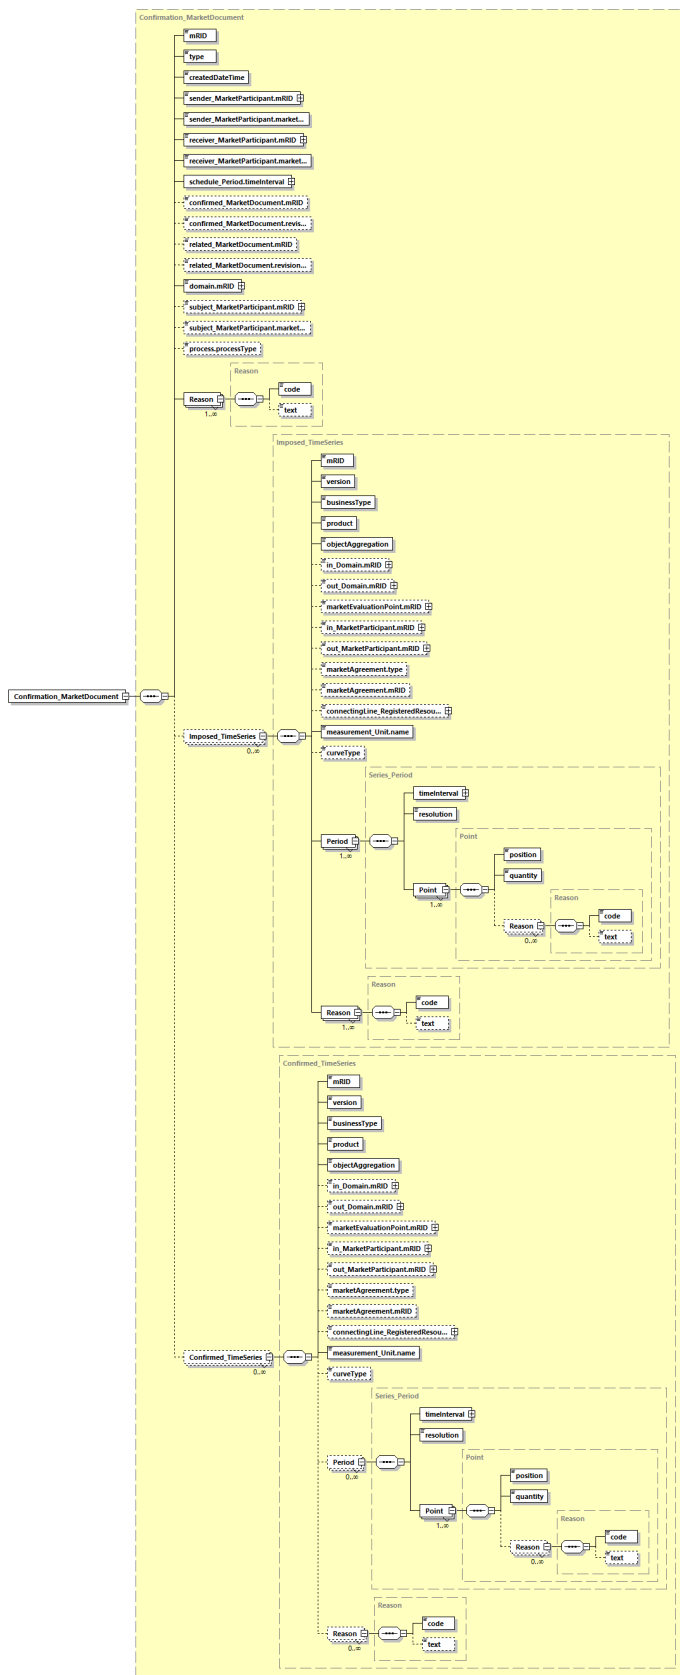 Confirmation_MarketDocument
mRID
type
createdDateTime
sender_MarketParticipant.mRID
sender_MarketParticipant.market...
receiver_MarketParticipant.mRID
receiver_MarketParticipant.market...
schedule_Period.timeInterval
confirmed_MarketDocument.mRID
confirmed_MarketDocument.revis...
related_MarketDocument.mRID
related_MarketDocument.revision...
domain.mRID
subject_MarketParticipant.mRID
subject_MarketParticipant.market...
process.processType
Reason
code
Reason
text
1..∞
Imposed_TimeSeries
mRID
version
businessType
product
objectAggregation
in_Domain.mRID
out_Domain.mRID
marketEvaluationPoint.mRID
in_MarketParticipant.mRID
out_MarketParticipant.mRID
marketAgreement.type
marketAgreement.mRID
Confirmation_MarketDocument
connectingLine_RegisteredResou...
measurement_Unit.name
Imposed_TimeSeries
0..∞
curveType
Series_Period
timeInterval
resolution
Period
1..∞
Point
position
quantity
Point
1..∞
Reason
code
Reason
text
0..∞
Reason
code
Reason
text
1..∞
Confirmed_TimeSeries
mRID
version
businessType
product
objectAggregation
in_Domain.mRID
out_Domain.mRID
marketEvaluationPoint.mRID
in_MarketParticipant.mRID
out_MarketParticipant.mRID
marketAgreement.type
marketAgreement.mRID
connectingLine_RegisteredResou...
measurement_Unit.name
Confirmed_TimeSeries
0..∞
curveType
Series_Period
timeInterval
resolution
Period
0..∞
Point
position
quantity
Point
1..∞
Reason
code
Reason
text
0..∞
Reason
code
Reason
text
0..∞